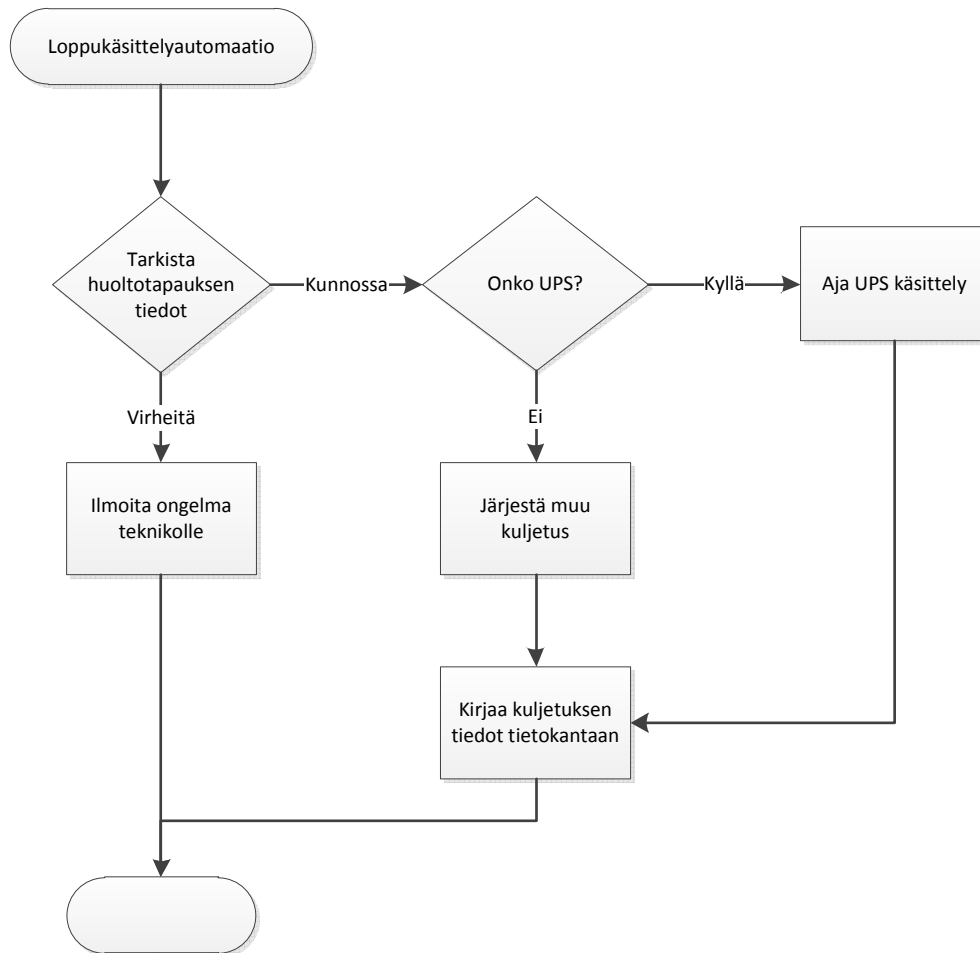 Loppukäsittelyautomaatio
Tarkista
huoltotapauksen
tiedot
Kunnossa
Onko UPS?
Kyllä
Aja UPS käsittely
Virheitä
Ei
Ilmoita ongelma
teknikolle
Järjestä muu
kuljetus
Kirjaa kuljetuksen
tiedot tietokantaan